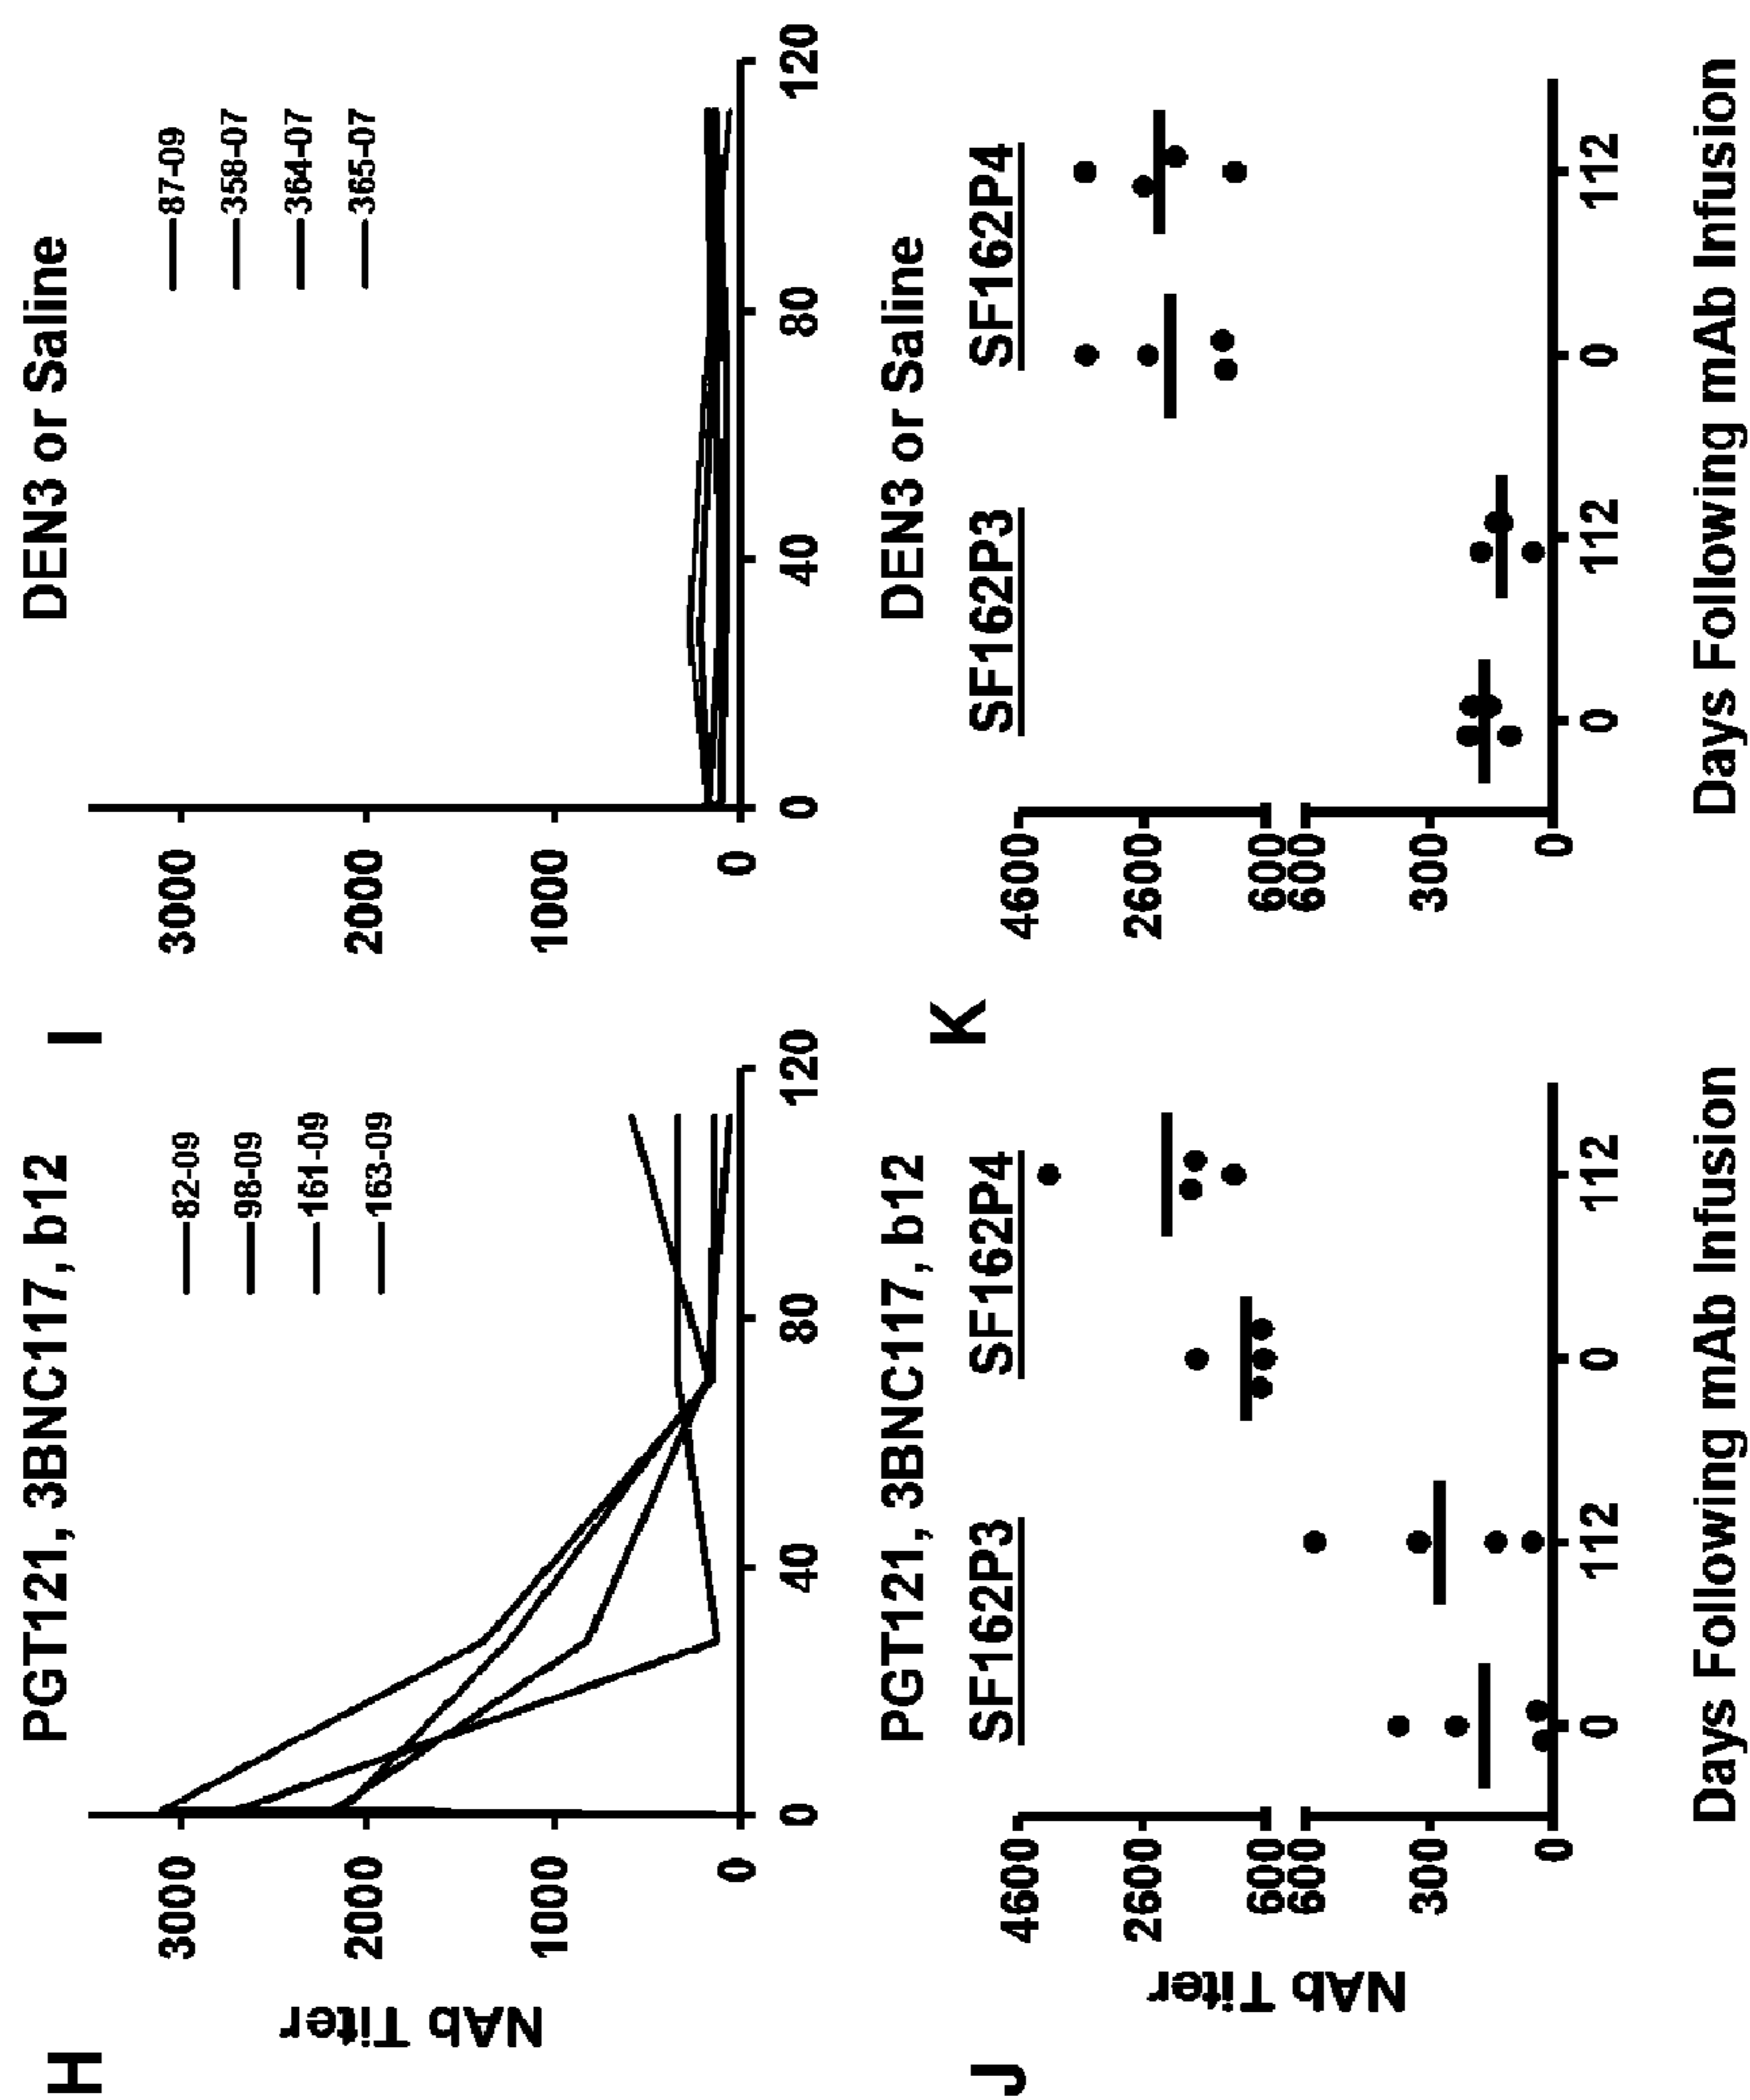 H
PGT121, 3BNC117, b12
NAb Titer
3000
2000
1000
0
82-09
98-09
161-09
163-09
0
40
80
120
I
DEN3 or Saline
3000
2000
1000
0
87-09
358-07
364-07
365-07
0
40
80
120
J
PGT121, 3BNC117, b12
SF162P3
SF162P4
NAb Titer
4600
2600
600
600
300
0
0
112
0
112
Days Following mAb Infusion
K
DEN3 or Saline
SF162P3
SF162P4
4600
2600
600
600
300
0
0
112
0
112
Days Following mAb Infusion